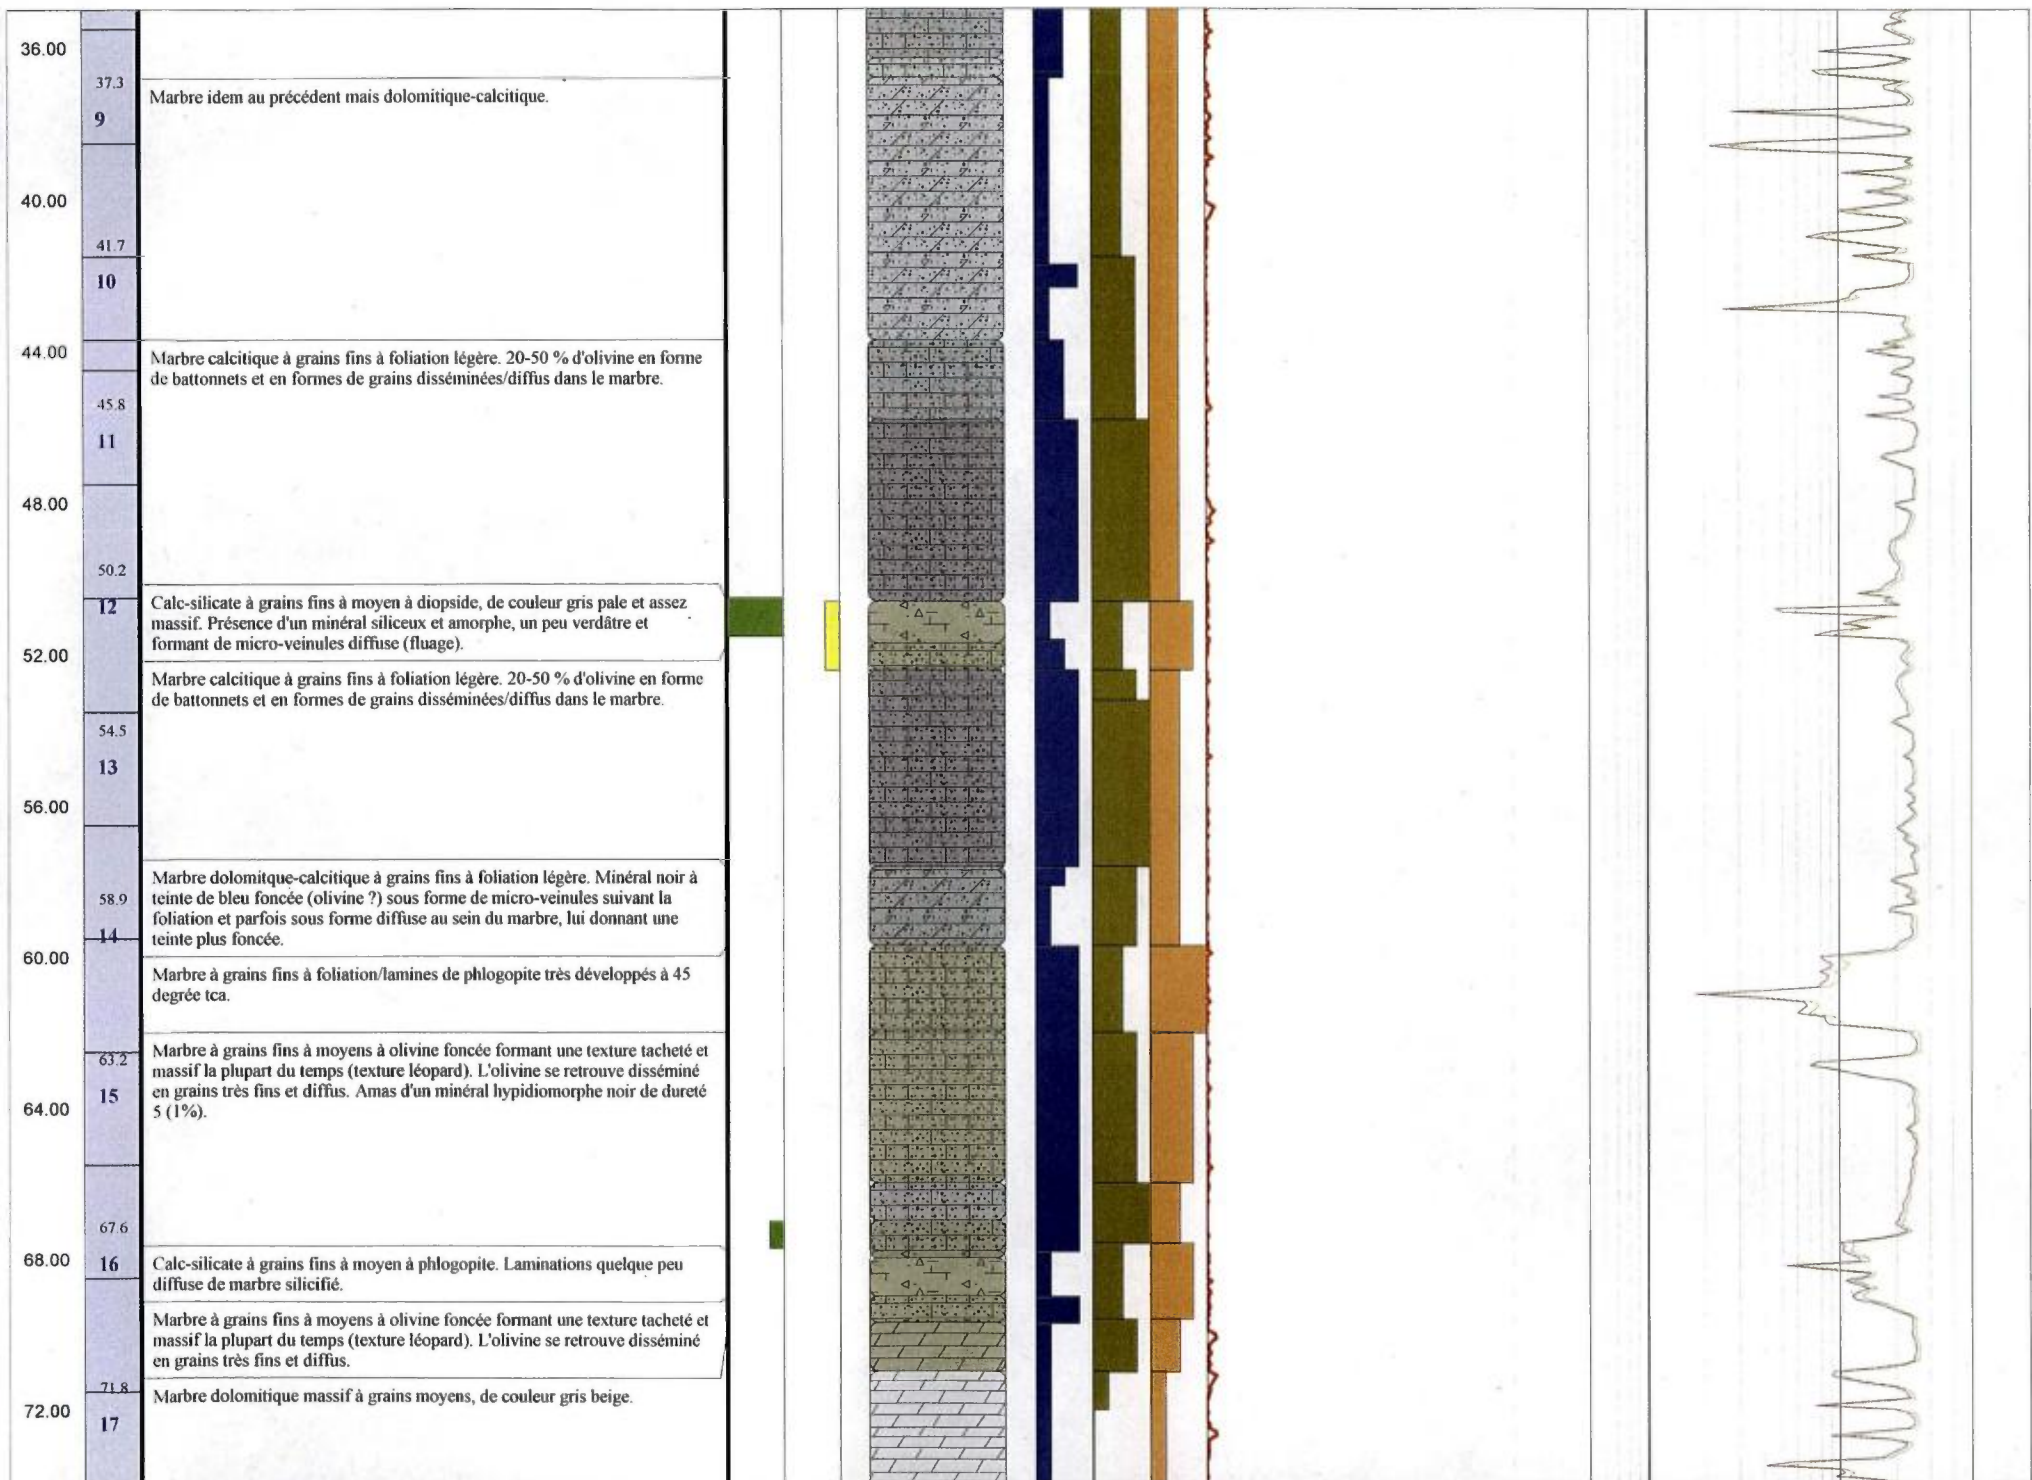 36.00
37.3
Marbre idem au précédent mais dolomitique-calcitique.
9
40.00
41.7
10
44.00
Marbre calcitique à grains fins à foliation légère. 20-50 % d'olivine en forme
de battonnets et en formes de grains disséminées/diffus dans le marbre.
45.8
11
48.00
50.2
12
Calc-silicate à grains fins à moyen à diopside, de couleur gris pale et assez
massif. Présence d'un minéral siliceux et amorphe, un peu verdâtre et
formant de micro-veinules diffuse (fluage).
52.00
Marbre calcitique à grains fins à foliation légère. 20-50 % d'olivine en forme
de battonnets et en formes de grains disséminées/diffus dans le marbre.
54.5
13
56.00
Marbre dolomitque-calcitique à grains fins à foliation légère. Minéral noir à
teinte de bleu foncée (olivine ?) sous forme de micro-veinules suivant la
58.9
foliation et parfois sous forme diffuse au sein du marbre, lui donnant une
14
teinte plus foncée.
60.00
Marbre à grains fins à foliation/lamines de phlogopite très développés à 45
degrée tca.
Marbre à grains fins à moyens à olivine foncée formant une texture tacheté et
63.2
massif la plupart du temps (texture léopard). L'olivine se retrouve disséminé
15
en grains très fins et diffus. Amas d'un minéral hypidiomorphe noir de dureté
64.00
5 (1%).
67.6
68.00
16
Calc-silicate à grains fins à moyen à phlogopite. Laminations quelque peu
diffuse de marbre silicifié.
Marbre à grains fins à moyens à olivine foncée formant une texture tacheté et
massif la plupart du temps (texture léopard). L'olivine se retrouve disséminé
en grains très fins et diffus.
71.8
Marbre dolomitique massif à grains moyens, de couleur gris beige.
72.00
17